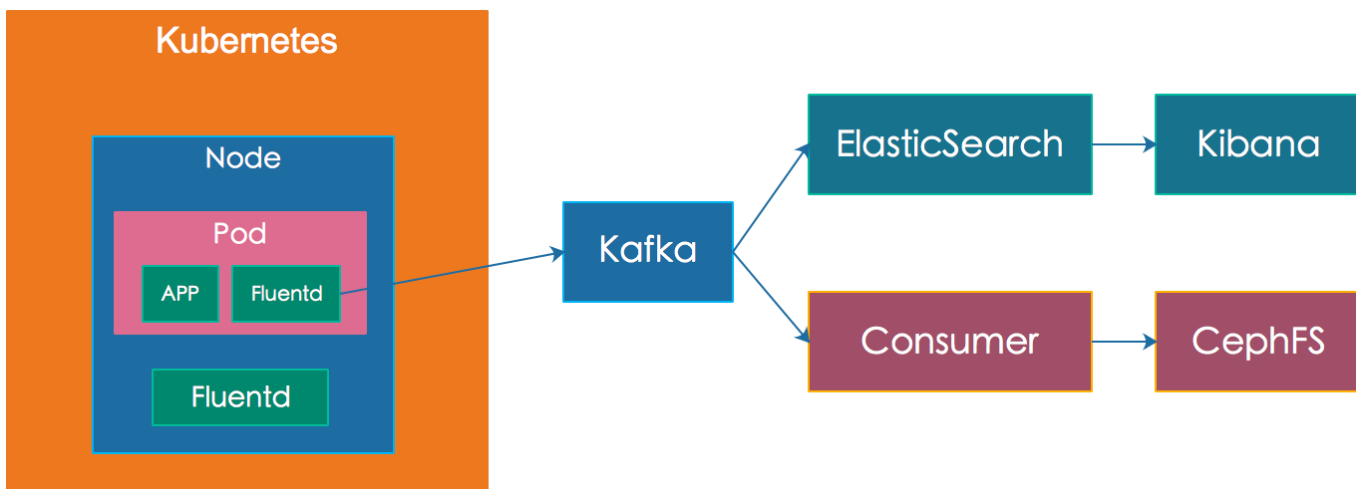 Kubernetes
Node
Pod
APP
Fluentd
Fluentd
Kafka
ElasticSearch
Kibana
Consumer
CephFS